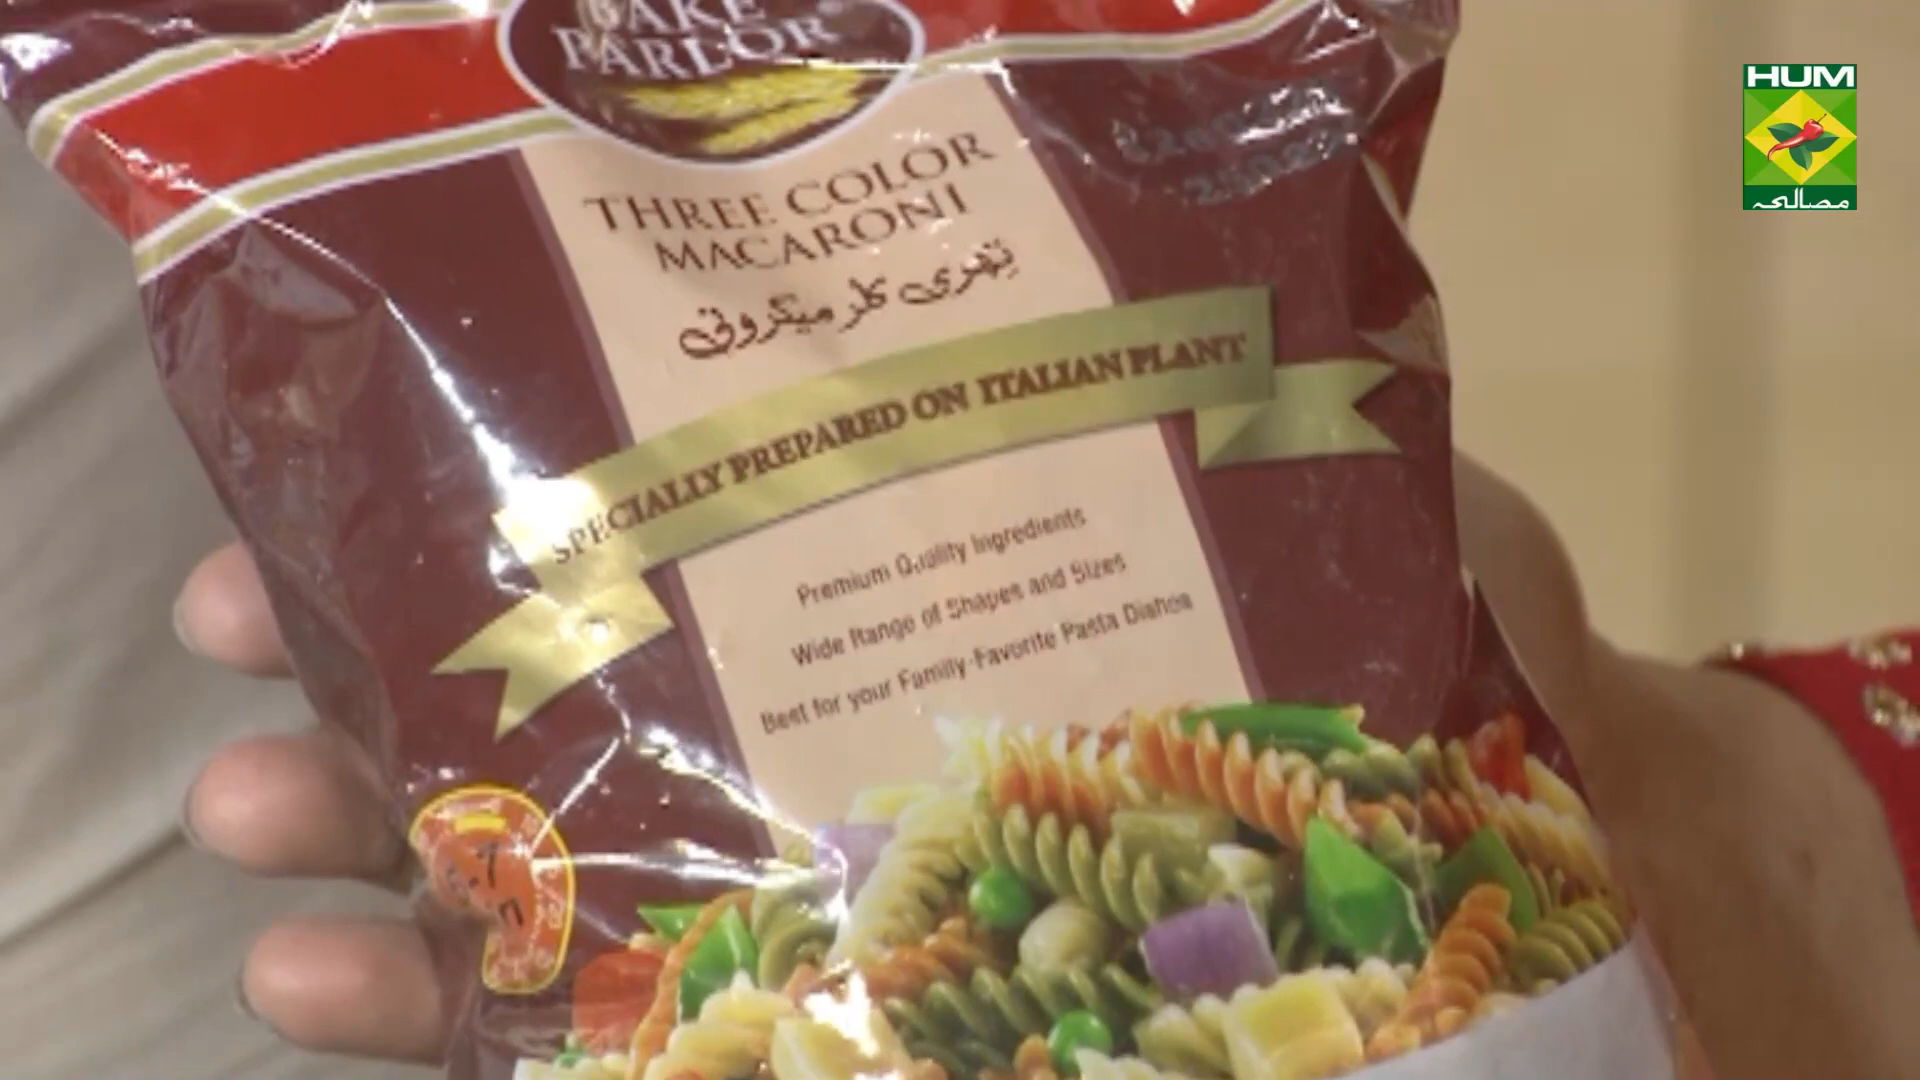 BAKE
PARLOR
HUM
مصالحہ
THREE COLOR
MACARONI
تھری کلر میکرونی
SPECIALLY PREPARED ON ITALIAN PLANT
Premium Quality Ingredients
Wide Range of Shapes and Sizes
Best for your Family-Favorite Pasta Dishes